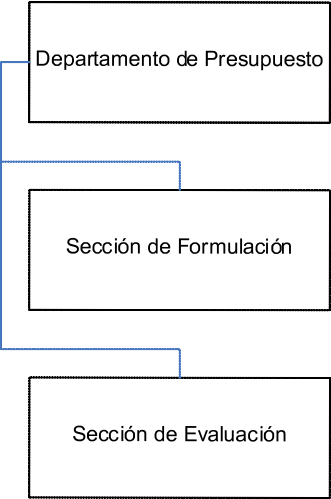 Departamento de Presupuesto
Sección de Formulación
Sección de Evaluación